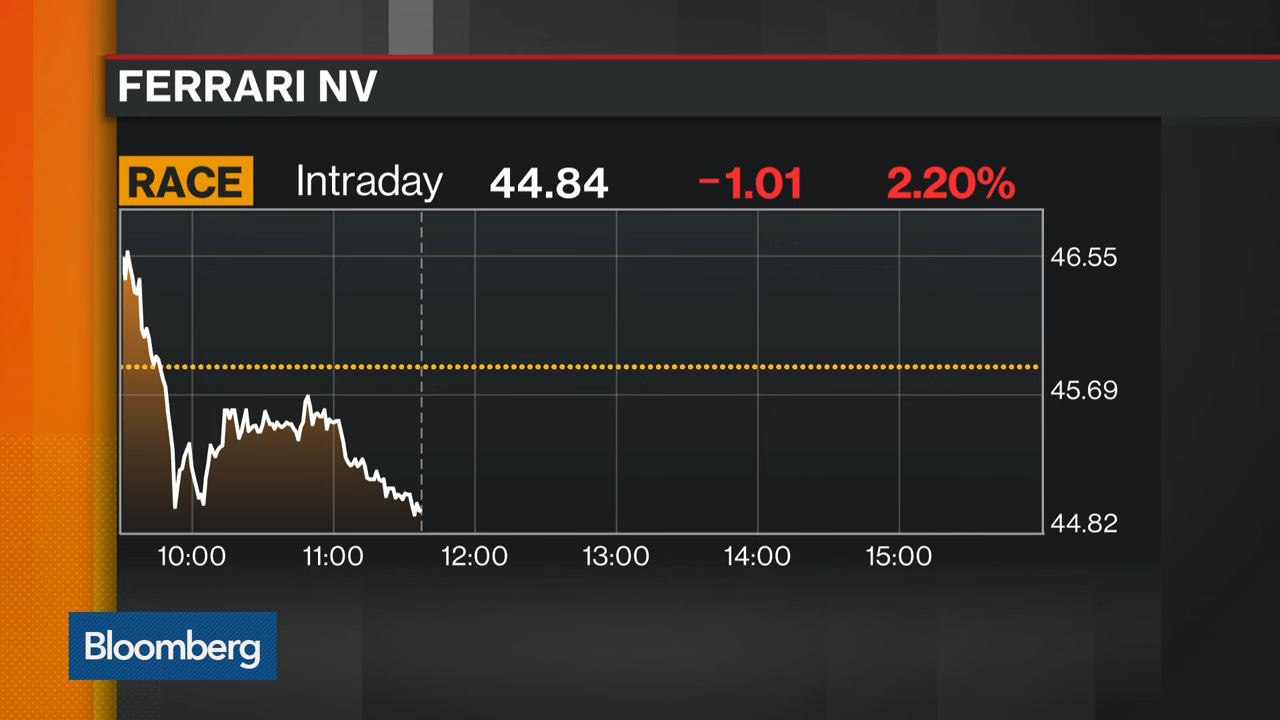 FERRARI NV
RACE Intraday 44.84 −1.01 2.20%
46.55
45.69
44.82
10:00 11:00 12:00 13:00 14:00 15:00
Bloomberg